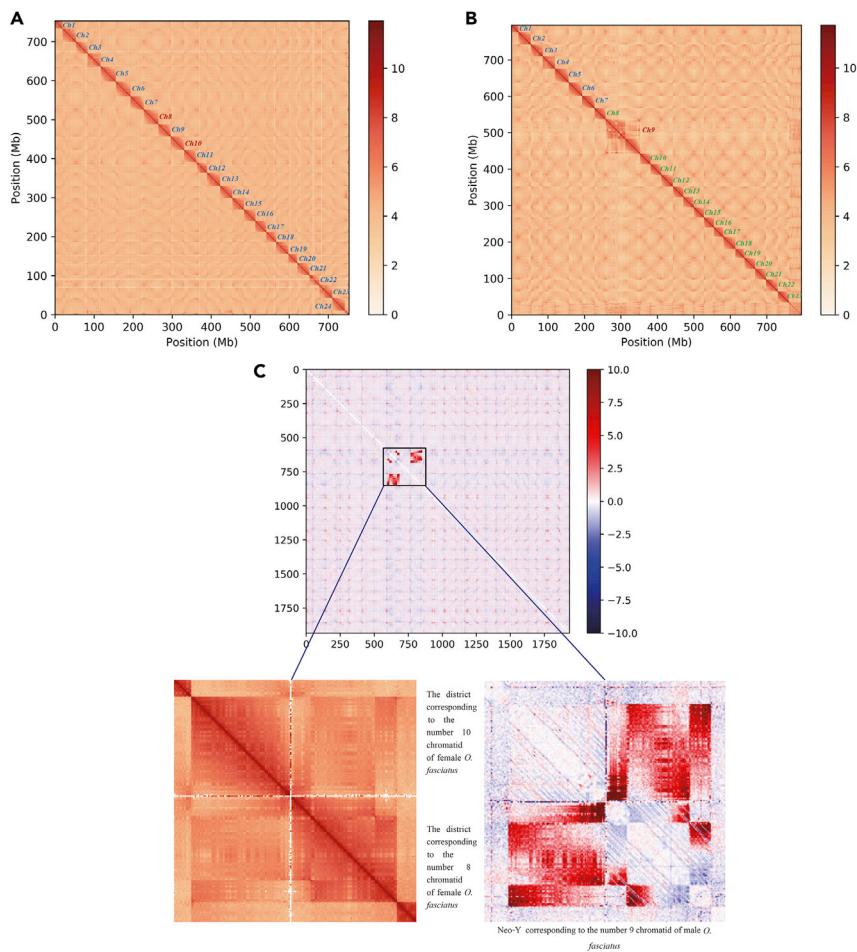 A
Ch1
Ch2
Ch3
Ch4
Ch5
Ch6
Ch7
Ch8
Ch9
Ch10
Ch11
Ch12
Ch13
Ch14
Ch15
Ch16
Ch17
Ch18
Ch19
Ch20
Ch21
Ch22
Ch23
Ch24
700
600
500
400
300
200
100
0
Position (Mb)
0 100 200 300 400 500 600 700
Position (Mb)
10
8
6
4
2
0
B
Ch1
Ch2
Ch3
Ch4
Ch5
Ch6
Ch7
Ch8
Ch9
Ch10
Ch11
Ch12
Ch13
Ch14
Ch15
Ch16
Ch17
Ch18
Ch19
Ch20
Ch21
Ch22
700
600
500
400
300
200
100
0
Position (Mb)
0 100 200 300 400 500 600 700
Position (Mb)
10
8
6
4
2
0
C
0
250
500
750
1000
1250
1500
1750
0 250 500 750 1000 1250 1500 1750
10.0
7.5
5.0
2.5
0.0
−2.5
−5.0
−7.5
−10.0
The district
corresponding
to the
number 10
chromatid
of female O.
fasciatus
The district
corresponding
to the
number 8
chromatid
of female O.
fasciatus
Neo-Y corresponding to the number 9 chromatid of male O.
fasciatus